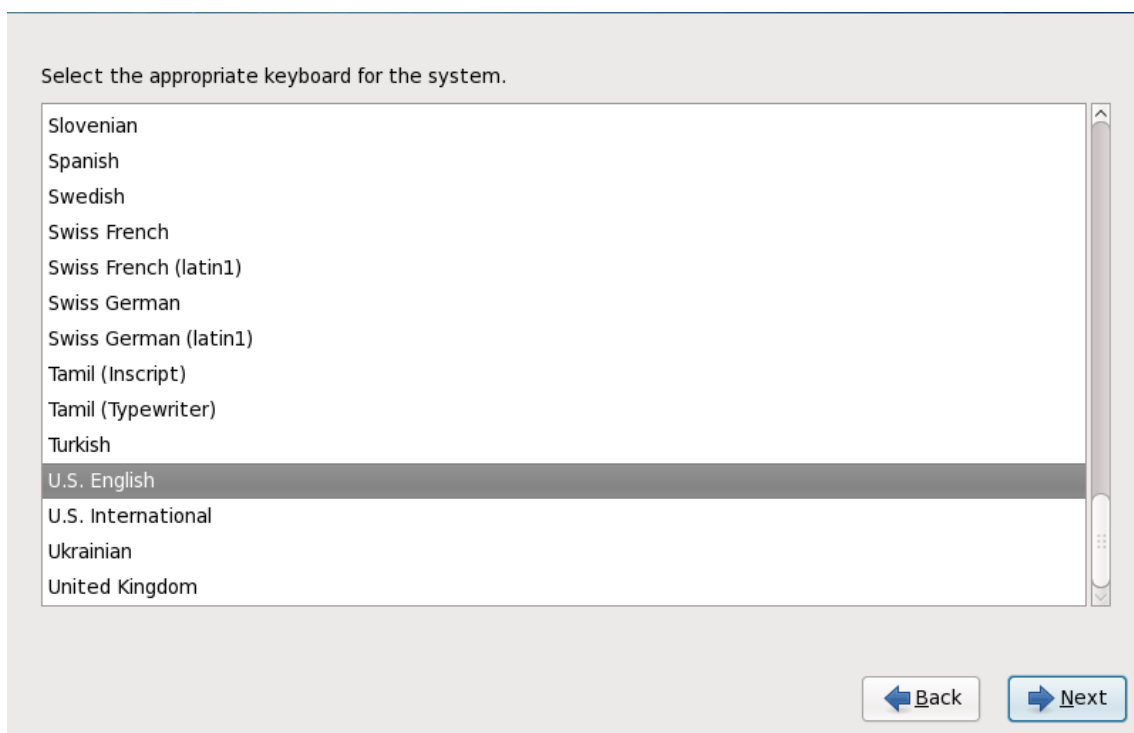 Select the appropriate keyboard for the system.
Slovenian
Spanish
Swedish
Swiss French
Swiss French (latin1)
Swiss German
Swiss German (latin1)
Tamil (Inscript)
Tamil (Typewriter)
Turkish
U.S. English
U.S. International
Ukrainian
United Kingdom
Back
Next